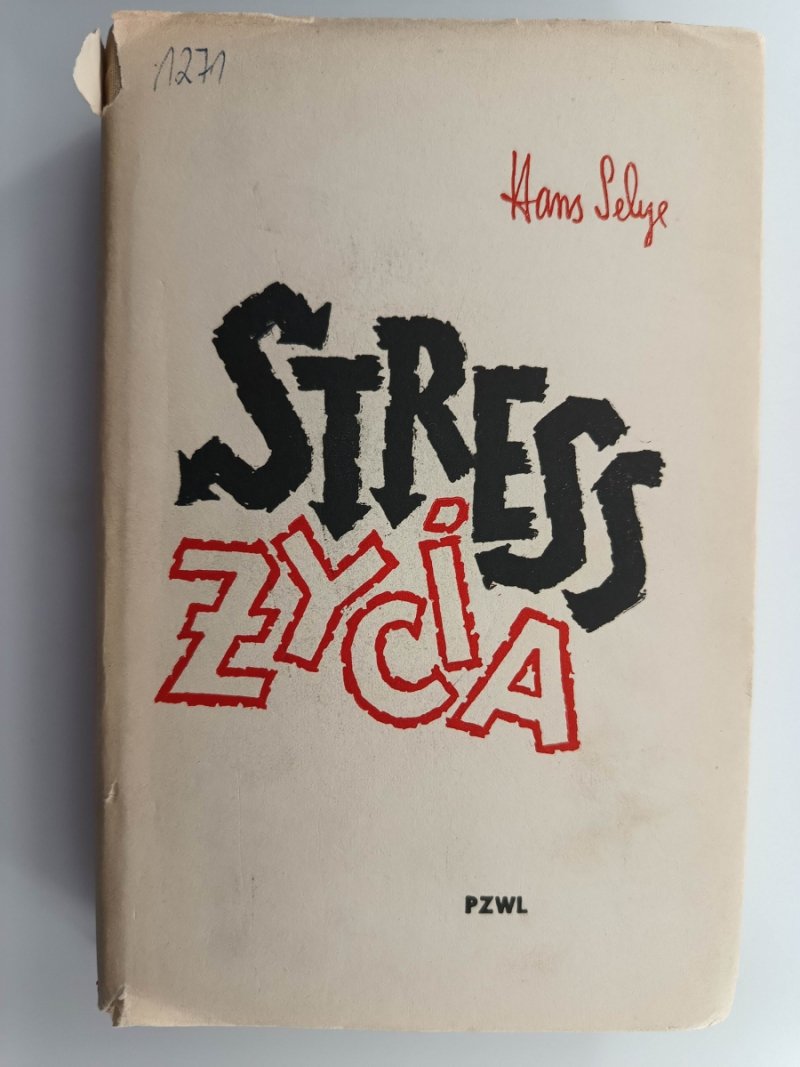 1271
Hans Selye
STRESS
ŻYCiA
PZWL